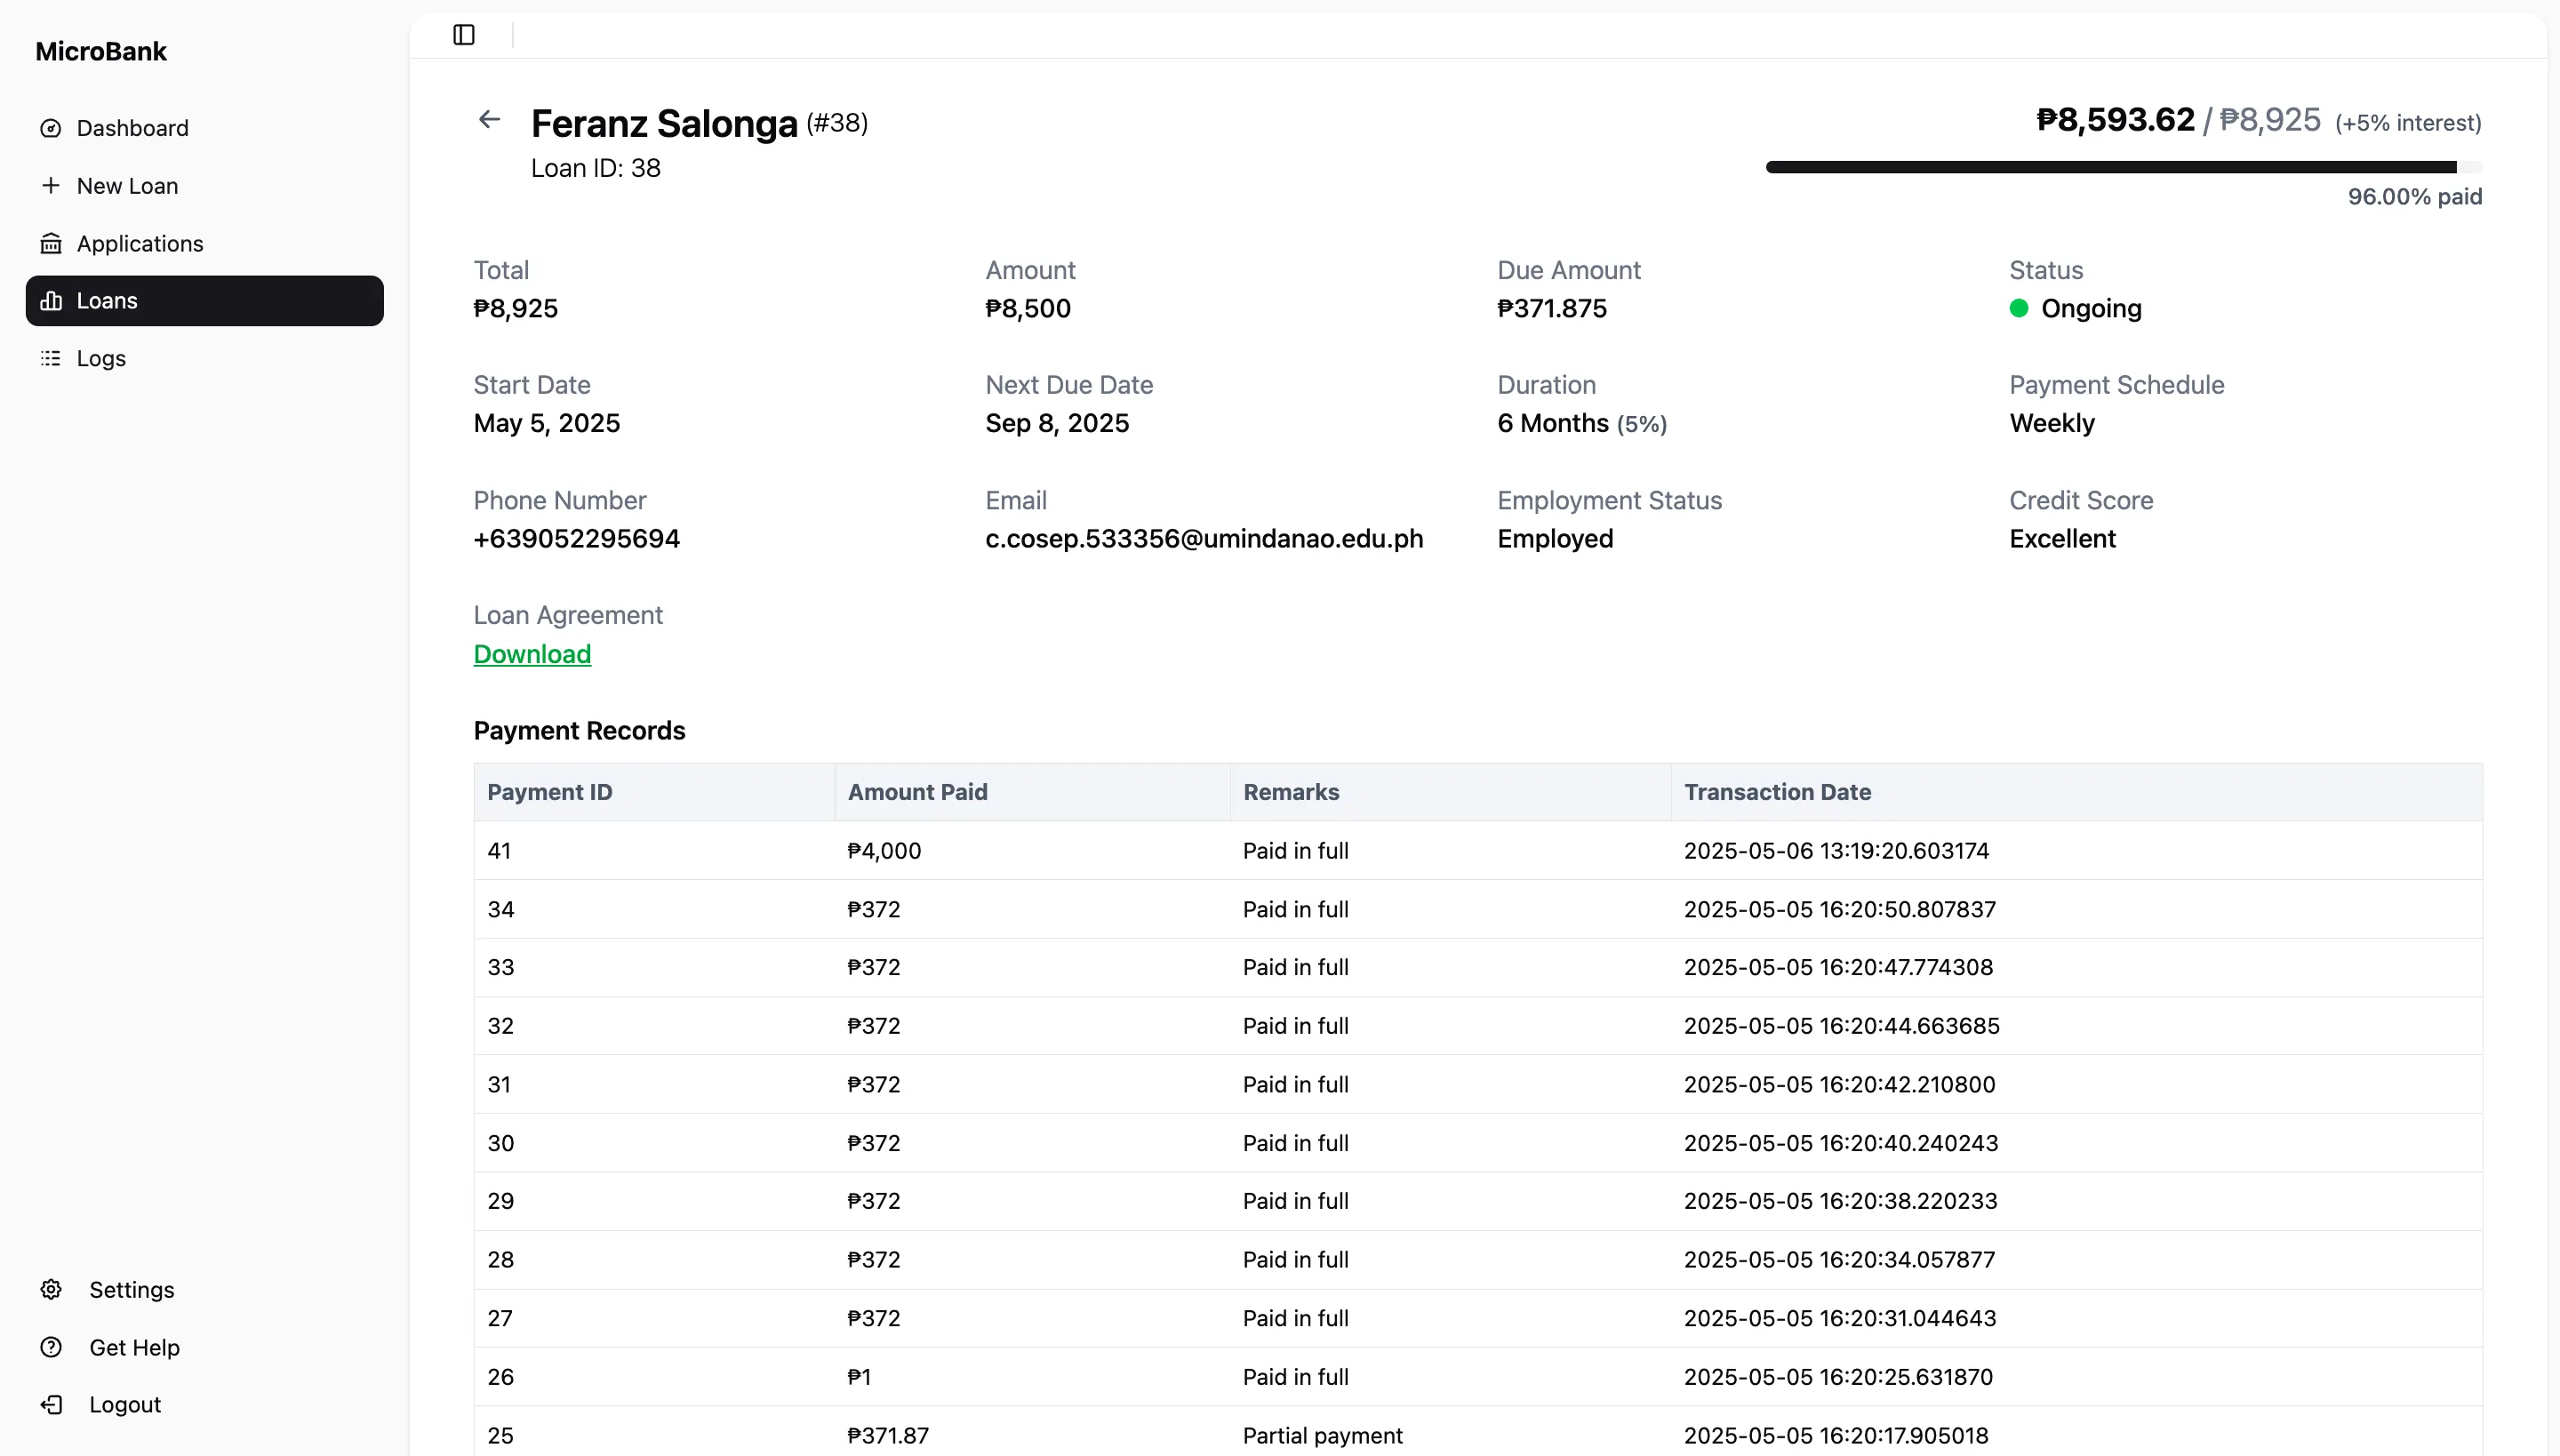 MicroBank
Dashboard
New Loan
Applications
Loans
Logs
Settings
Get Help
Logout
Feranz Salonga (#38)
Loan ID: 38
₱8,593.62 / ₱8,925 (+5% interest)
96.00% paid
Total
₱8,925
Amount
₱8,500
Due Amount
₱371.875
Status
Ongoing
Start Date
May 5, 2025
Next Due Date
Sep 8, 2025
Duration
6 Months (5%)
Payment Schedule
Weekly
Phone Number
+639052295694
Email
c.cosep.533356@umindanao.edu.ph
Employment Status
Employed
Credit Score
Excellent
Loan Agreement
Download
Payment Records
Payment ID Amount Paid Remarks Transaction Date
41 ₱4,000 Paid in full 2025-05-06 13:19:20.603174
34 ₱372 Paid in full 2025-05-05 16:20:50.807837
33 ₱372 Paid in full 2025-05-05 16:20:47.774308
32 ₱372 Paid in full 2025-05-05 16:20:44.663685
31 ₱372 Paid in full 2025-05-05 16:20:42.210800
30 ₱372 Paid in full 2025-05-05 16:20:40.240243
29 ₱372 Paid in full 2025-05-05 16:20:38.220233
28 ₱372 Paid in full 2025-05-05 16:20:34.057877
27 ₱372 Paid in full 2025-05-05 16:20:31.044643
26 ₱1 Paid in full 2025-05-05 16:20:25.631870
25 ₱371.87 Partial payment 2025-05-05 16:20:17.905018